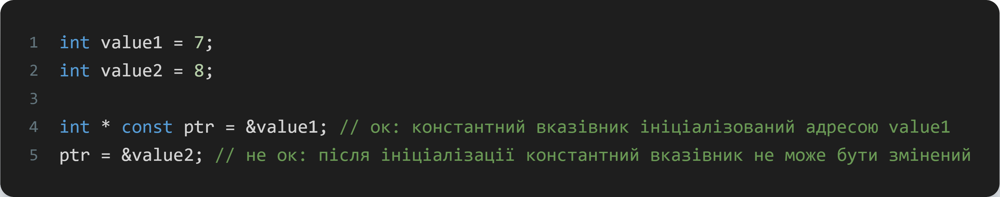 1 int value1 = 7;
2 int value2 = 8;
3
4 int * const ptr = &value1; // ок: константний вказівник ініціалізований адресою value1
5 ptr = &value2; // не ок: після ініціалізації константний вказівник не може бути змінений